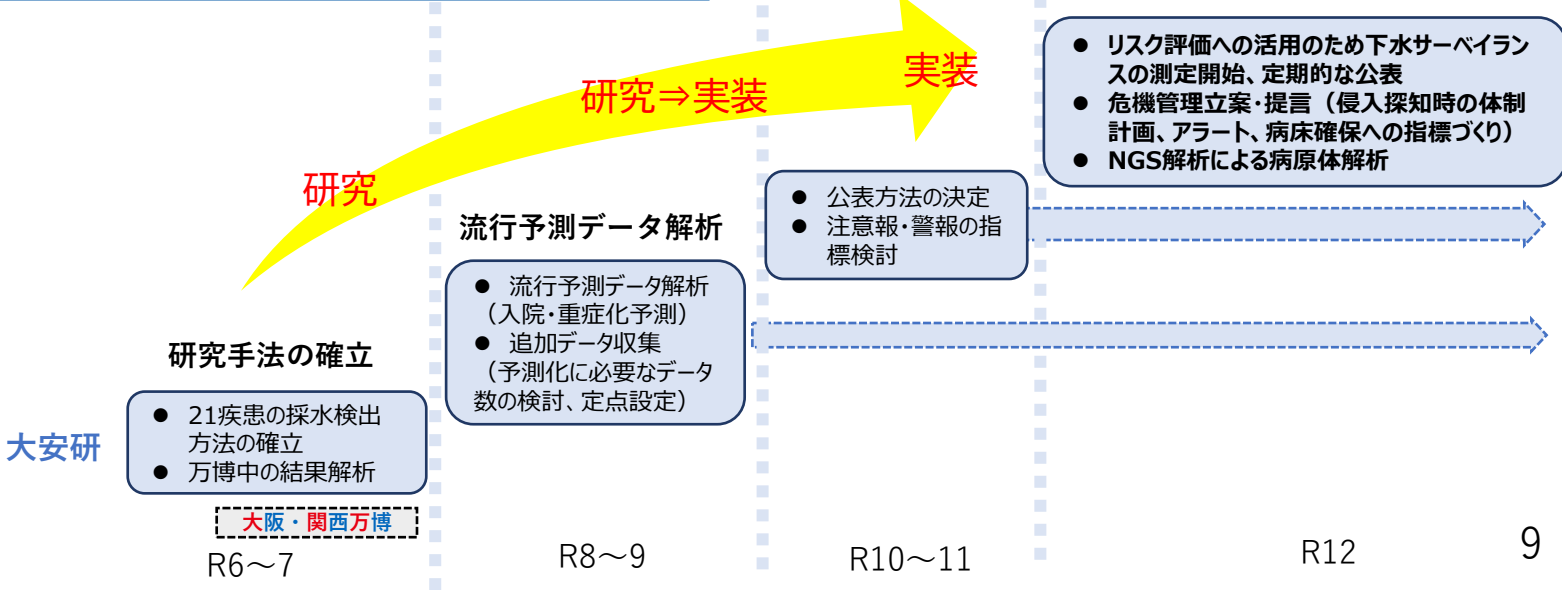 研究
研究⇒実装
実装
大安研
研究手法の確立
● 21疾患の採水検出
方法の確立
● 万博中の結果解析
大阪・関西万博
R6～7
流行予測データ解析
● 流行予測データ解析
（入院・重症化予測）
● 追加データ収集
（予測化に必要なデータ
数の検討、定点設定）
R8～9
● 公表方法の決定
● 注意報・警報の指
標検討
R10～11
● リスク評価への活用のため下水サーベイラン
スの測定開始、定期的な公表
● 危機管理立案・提言（侵入探知時の体制
計画、アラート、病床確保への指標づくり）
● NGS解析による病原体解析
R12
9